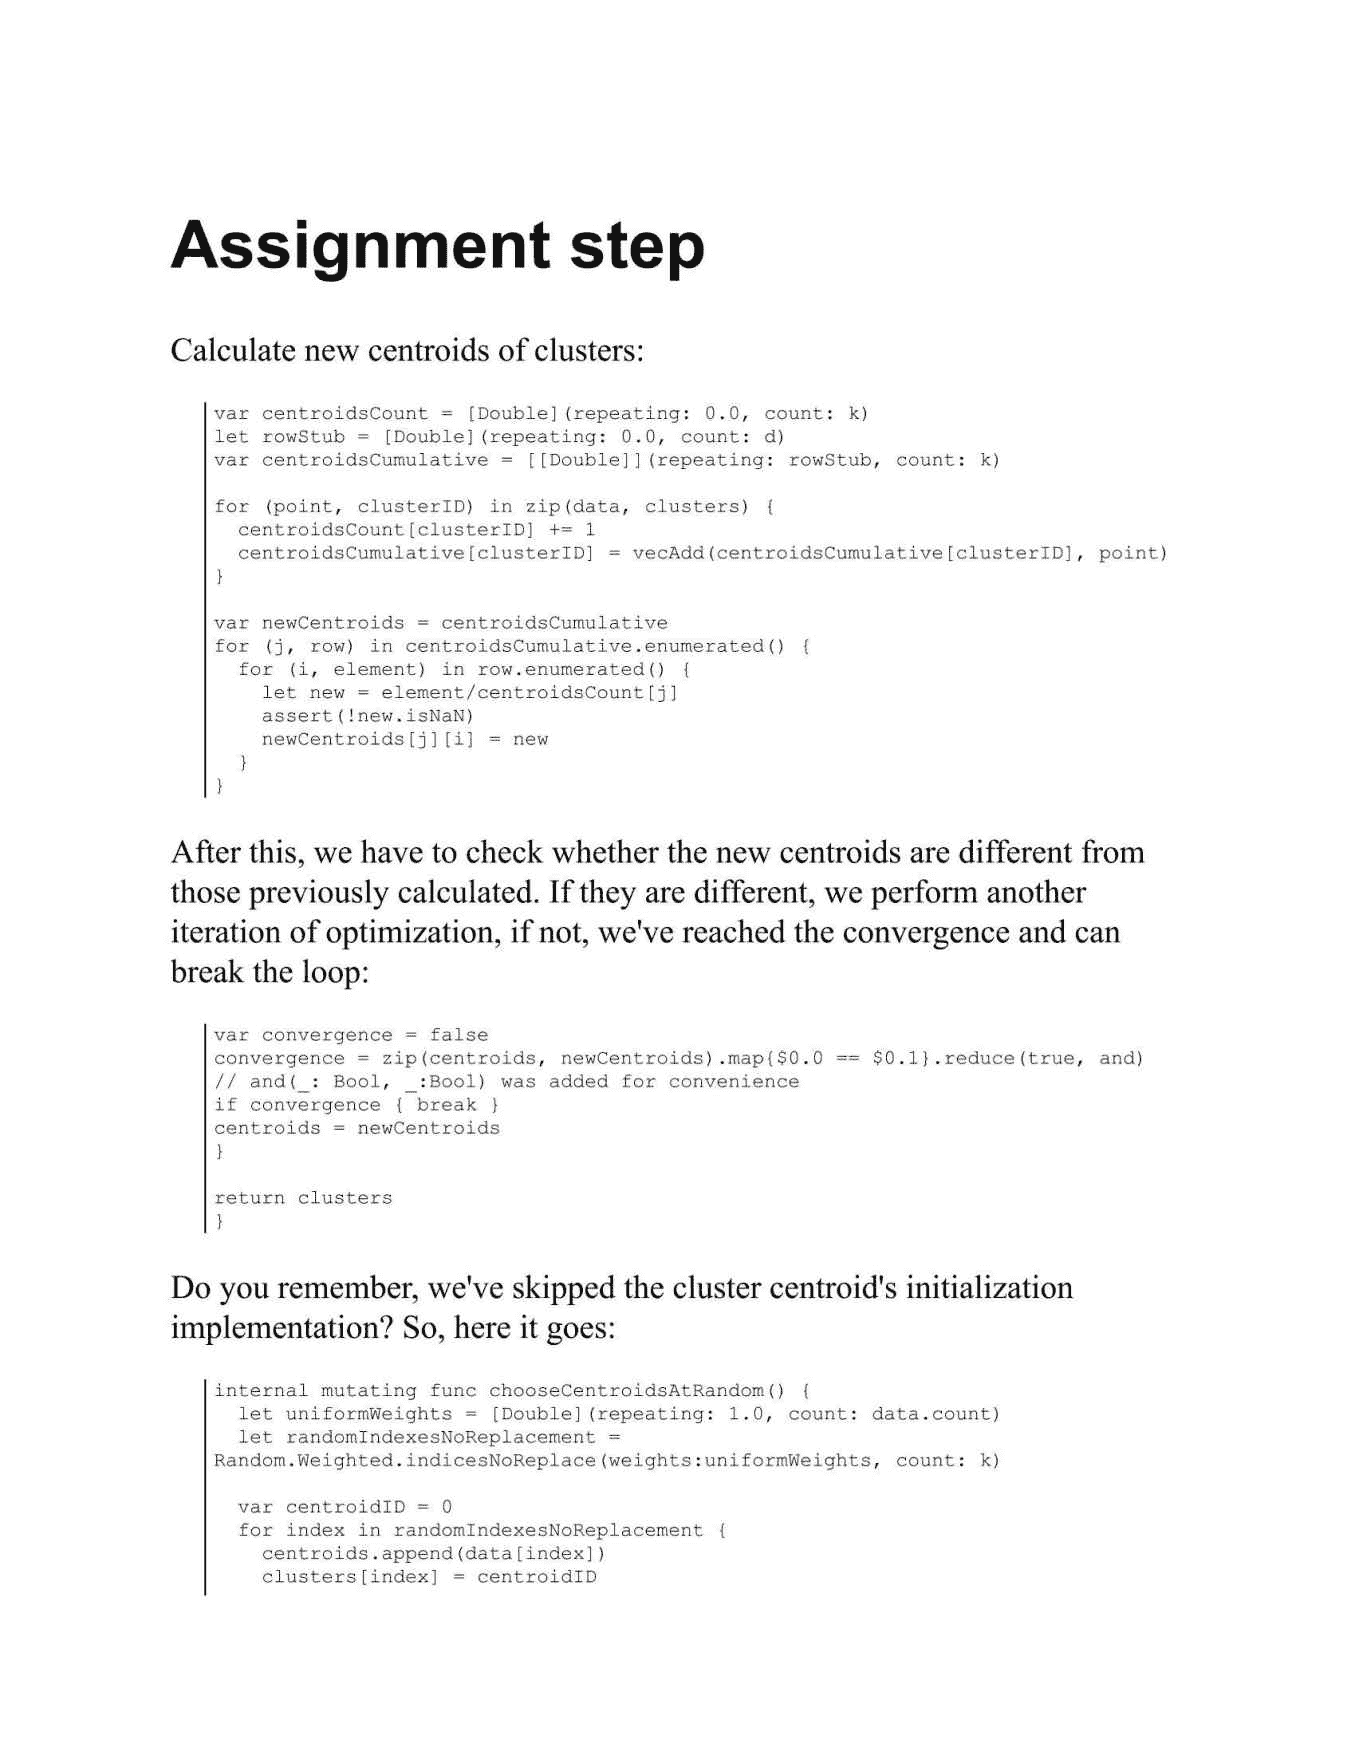 Assignment step
Calculate new centroids of clusters:
var centroidsCount = [Double](repeating: 0.0, count: k)
let rowStub = [Double](repeating: 0.0, count: d)
var centroidsCumulative = [[Double]](repeating: rowStub, count: k)
for (point, clusterID) in zip(data, clusters) {
centroidsCount[clusterID] += 1
centroidsCumulative[clusterID] = vecAdd(centroidsCumulative[clusterID], point)
}
var newCentroids = centroidsCumulative
for (j, row) in centroidsCumulative.enumerated() {
for (i, element) in row.enumerated() {
let new = element/centroidsCount[j]
assert(!new.isNaN)
newCentroids[j][i] = new
}
}
After this, we have to check whether the new centroids are different from
those previously calculated. If they are different, we perform another
iteration of optimization, if not, we've reached the convergence and can
break the loop:
var convergence = false
convergence = zip(centroids, newCentroids).map{$0.0 == $0.1}.reduce(true, and)
// and(_: Bool, _:Bool) was added for convenience
if convergence { break }
centroids = newCentroids
}
return clusters
}
Do you remember, we've skipped the cluster centroid's initialization
implementation? So, here it goes:
internal mutating func chooseCentroidsAtRandom() {
let uniformWeights = [Double](repeating: 1.0, count: data.count)
let randomIndexesNoReplacement =
Random.Weighted.indicesNoReplace(weights:uniformWeights, count: k)
var centroidID = 0
for index in randomIndexesNoReplacement {
centroids.append(data[index])
clusters[index] = centroidID